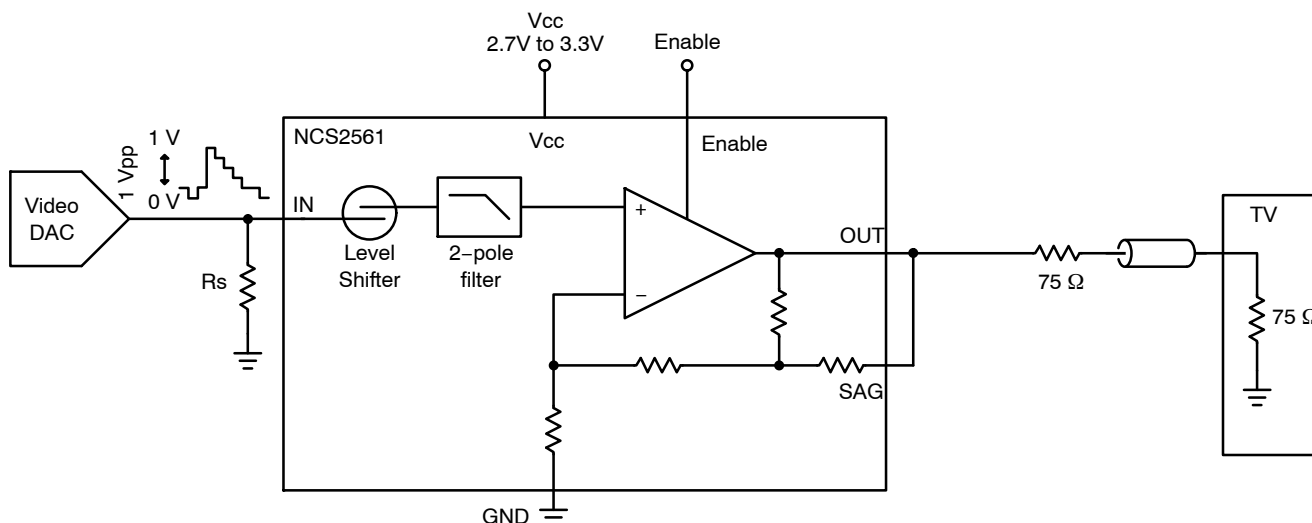 Vcc
2.7V to 3.3V
Enable
NCS2561
Vcc
Enable
1 Vpp
1 V
0 V
Video
DAC
Rs
IN
Level
Shifter
2−pole
filter
+
−
OUT
SAG
GND
75 Ω
TV
75 Ω